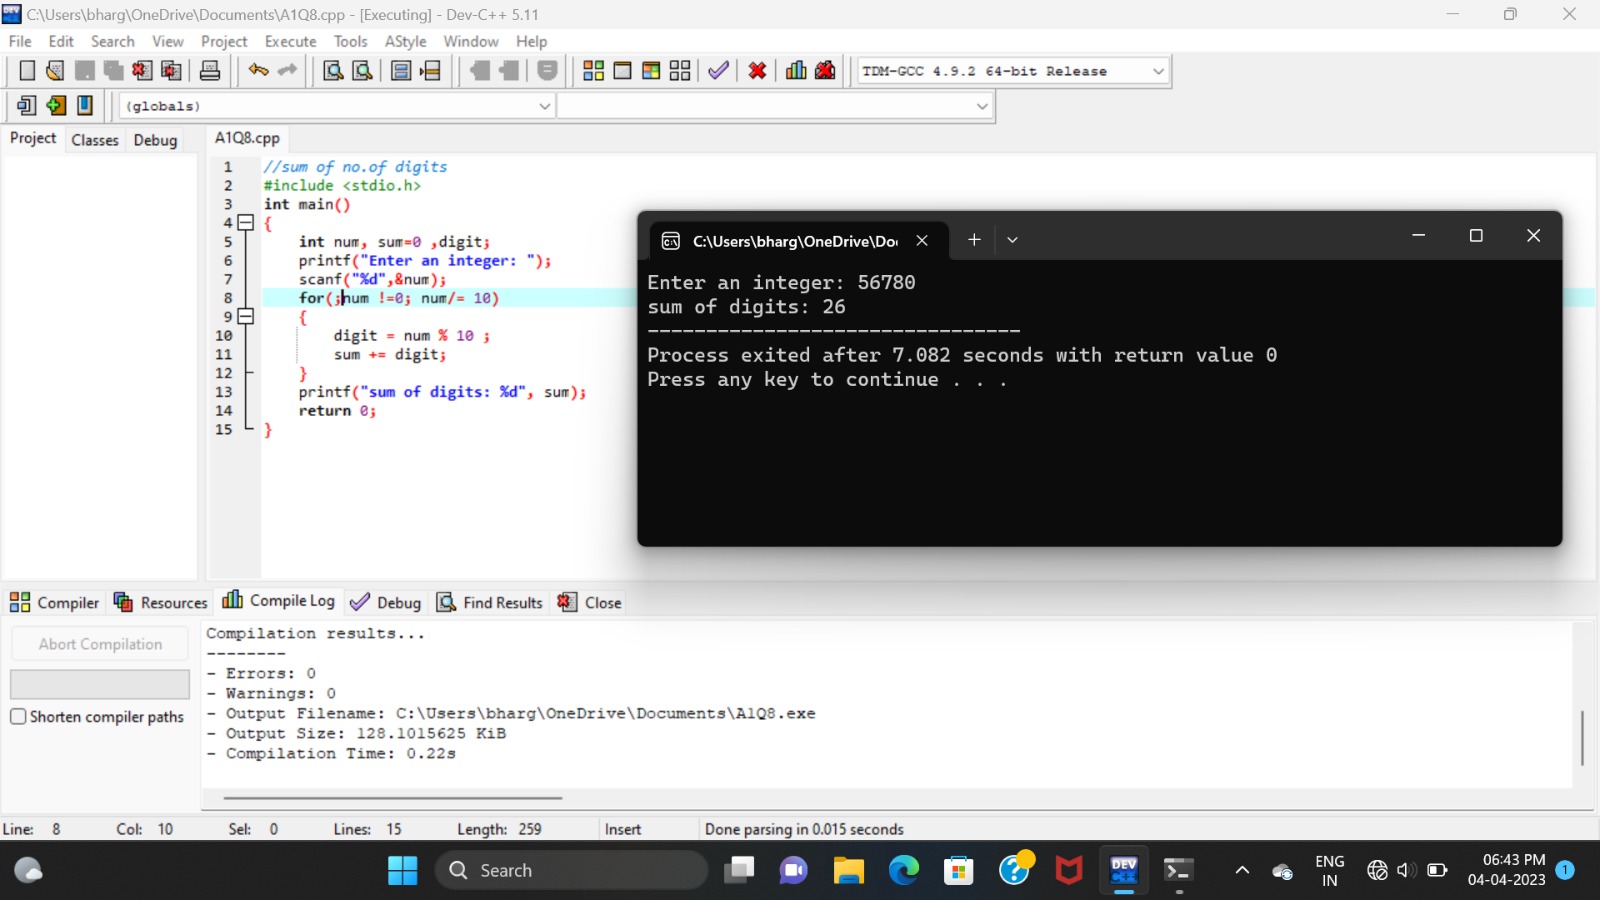 C:\Users\bharg\OneDrive\Documents\A1Q8.cpp - [Executing] - Dev-C++ 5.11
File Edit Search View Project Execute Tools AStyle Window Help
TDM-GCC 4.9.2 64-bit Release
(globals)
Project Classes Debug
A1Q8.cpp
1 //sum of no.of digits
2 #include <stdio.h>
3 int main()
4 {
5 int num, sum=0 ,digit;
6 printf("Enter an integer: ");
7 scanf("%d",&num);
8 for(;num !=0; num/= 10)
9 {
10 digit = num % 10 ;
11 sum += digit;
12 }
13 printf("sum of digits: %d", sum);
14 return 0;
15 }
C:\Users\bharg\OneDrive\Do
Enter an integer: 56780
sum of digits: 26
--------------------------------
Process exited after 7.082 seconds with return value 0
Press any key to continue . . .
Compiler Resources Compile Log Debug Find Results Close
Abort Compilation
Shorten compiler paths
Compilation results...
--------
- Errors: 0
- Warnings: 0
- Output Filename: C:\Users\bharg\OneDrive\Documents\A1Q8.exe
- Output Size: 128.1015625 KiB
- Compilation Time: 0.22s
Line: 8 Col: 10 Sel: 0 Lines: 15 Length: 259 Insert Done parsing in 0.015 seconds
Search
DEV C++
ENG
IN
06:43 PM
04-04-2023
1